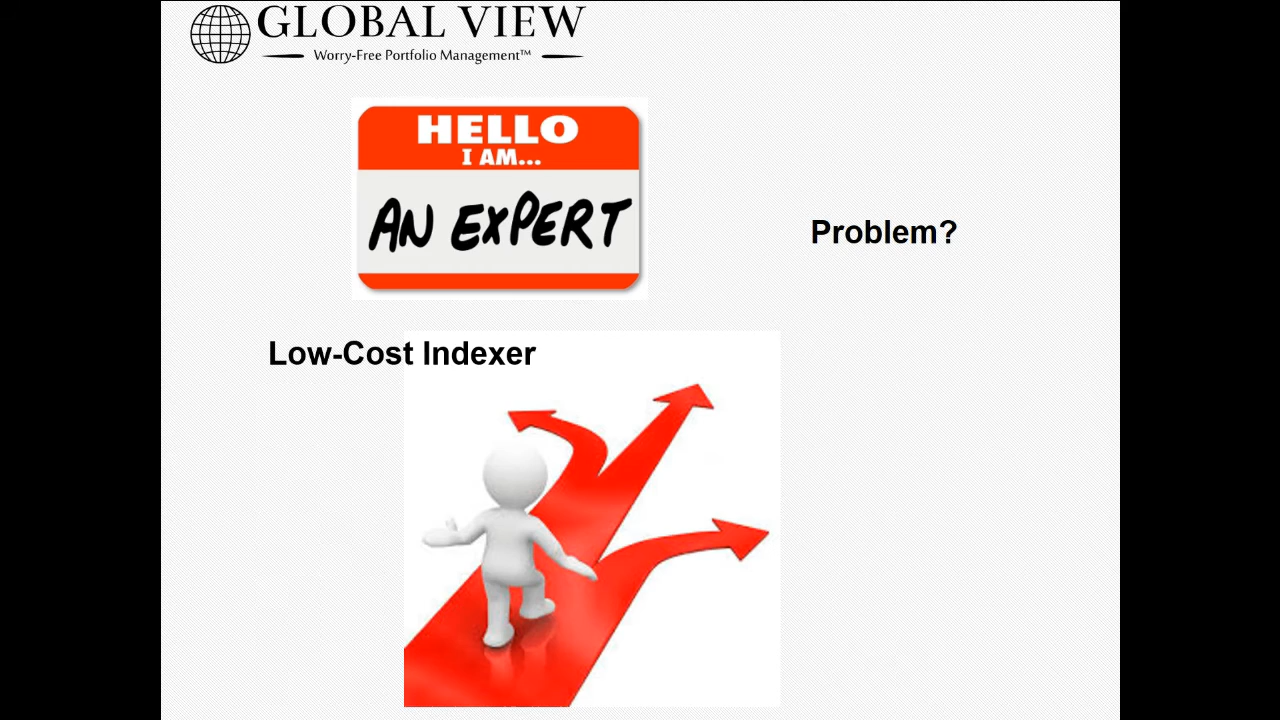 GLOBAL VIEW
Worry-Free Portfolio Management™
HELLO
I AM...
AN EXPERT
Problem?
Low-Cost Indexer